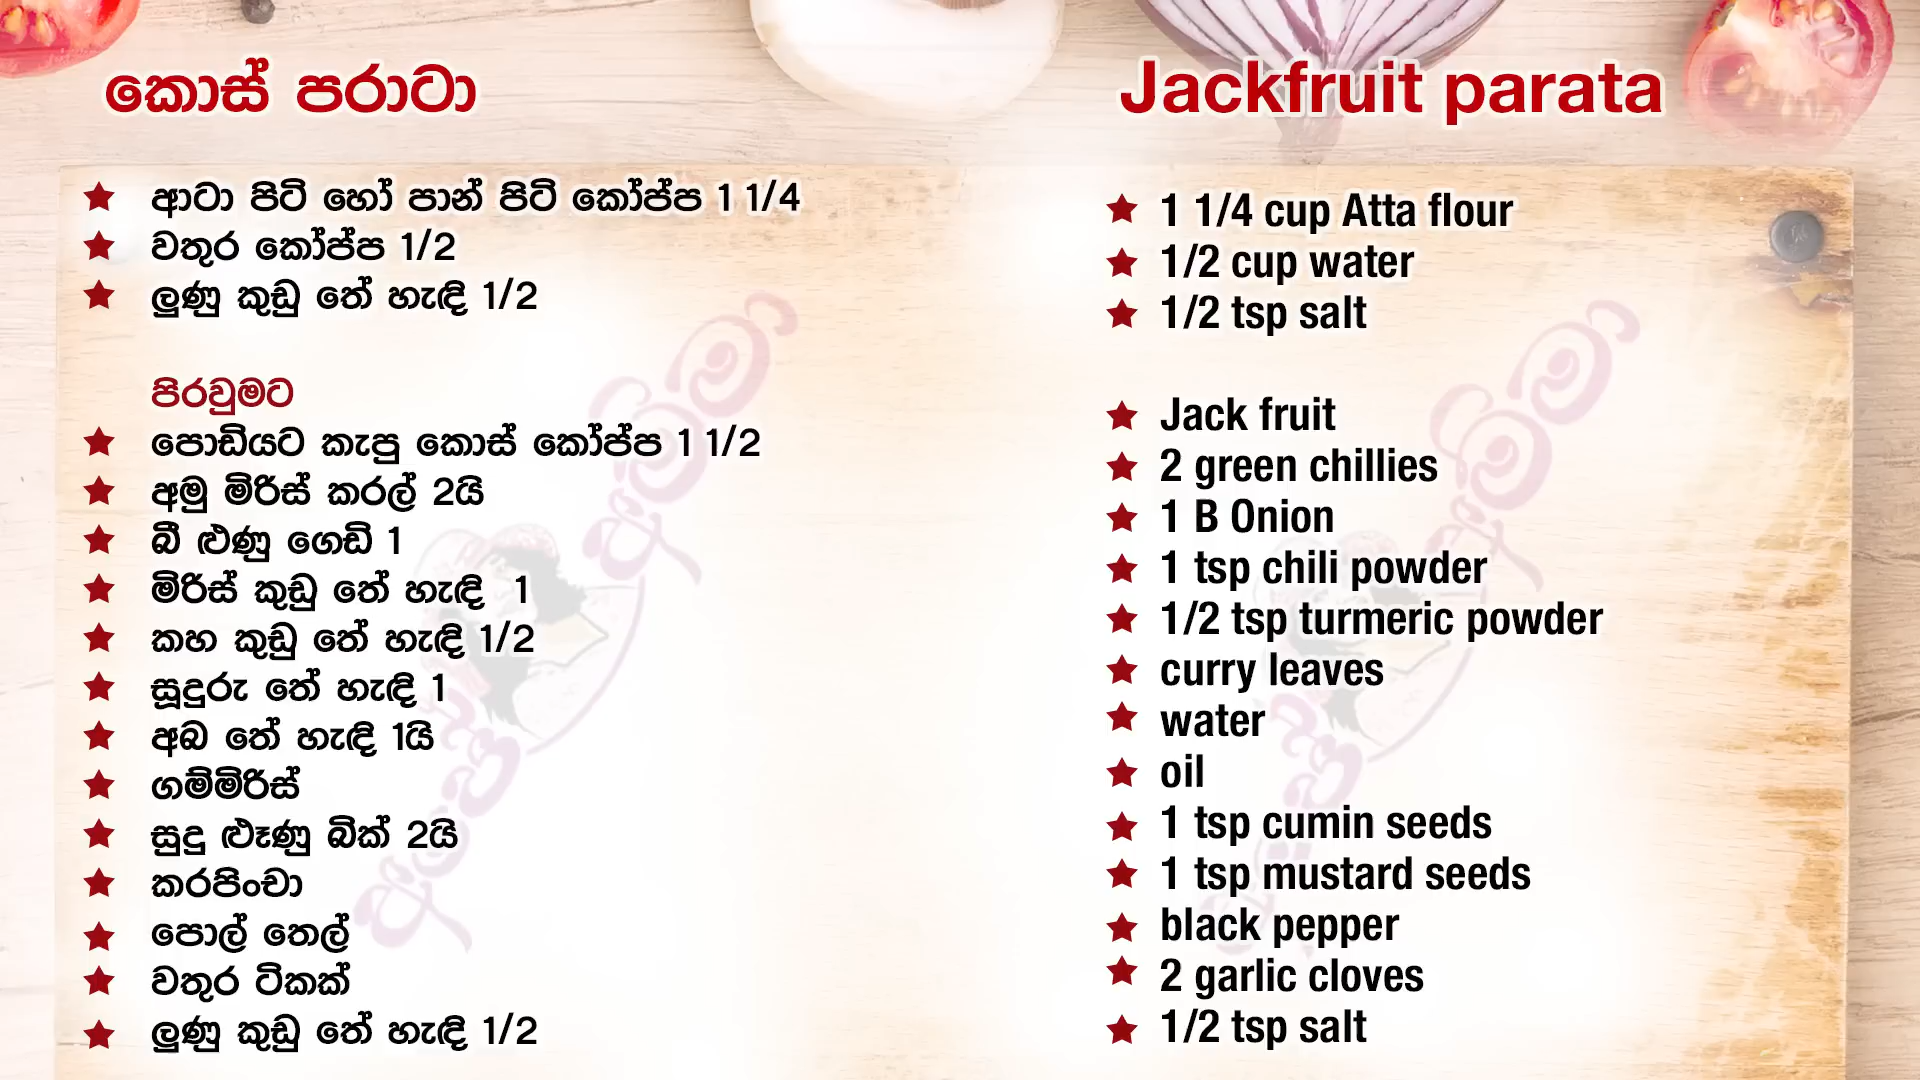 කොස් පරාටා
ආටා පිටි හෝ පාන් පිටි කෝප්ප 1 1/4
වතුර කෝප්ප 1/2
ලුණු කුඩු තේ හැඳි 1/2
පිරවුමට
පොඩියට කැපු කොස් කෝප්ප 1 1/2
අමු මිරිස් කරල් 2යි
බී ළුණු ගෙඩි 1
මිරිස් කුඩු තේ හැඳි 1
කහ කුඩු තේ හැඳි 1/2
සූදුරු තේ හැඳි 1
අබ තේ හැඳි 1යි
ගම්මිරිස්
සුදු ළූණු බික් 2යි
කරපිංචා
පොල් තෙල්
වතුර ටිකක්
ලුණු කුඩු තේ හැඳි 1/2
Jackfruit parata
1 1/4 cup Atta flour
1/2 cup water
1/2 tsp salt
Jack fruit
2 green chillies
1 B Onion
1 tsp chili powder
1/2 tsp turmeric powder
curry leaves
water
oil
1 tsp cumin seeds
1 tsp mustard seeds
black pepper
2 garlic cloves
1/2 tsp salt
අපේ අම්මා
අපේ අම්මා